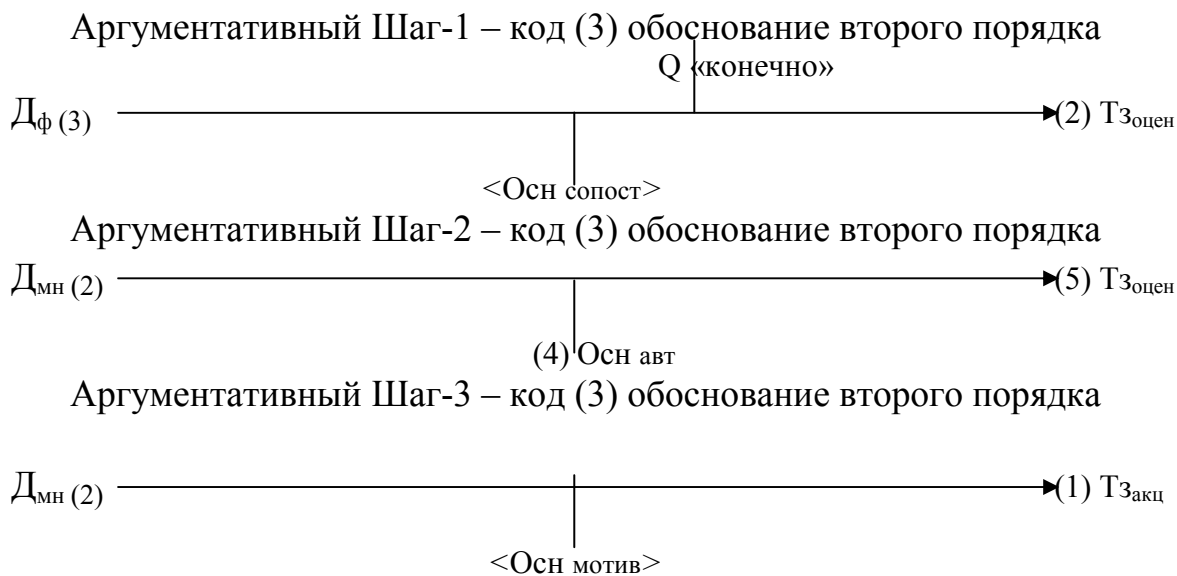 Аргументативный Шаг-1 – код (3) обоснование второго порядка
Q «конечно»
Дф (3) (2) Тзоцен
<Осн сопост>
Аргументативный Шаг-2 – код (3) обоснование второго порядка
Дмн (2) (5) Тзоцен
(4) Осн авт
Аргументативный Шаг-3 – код (3) обоснование второго порядка
Дмн (2) (1) Тзакц
<Осн мотив>